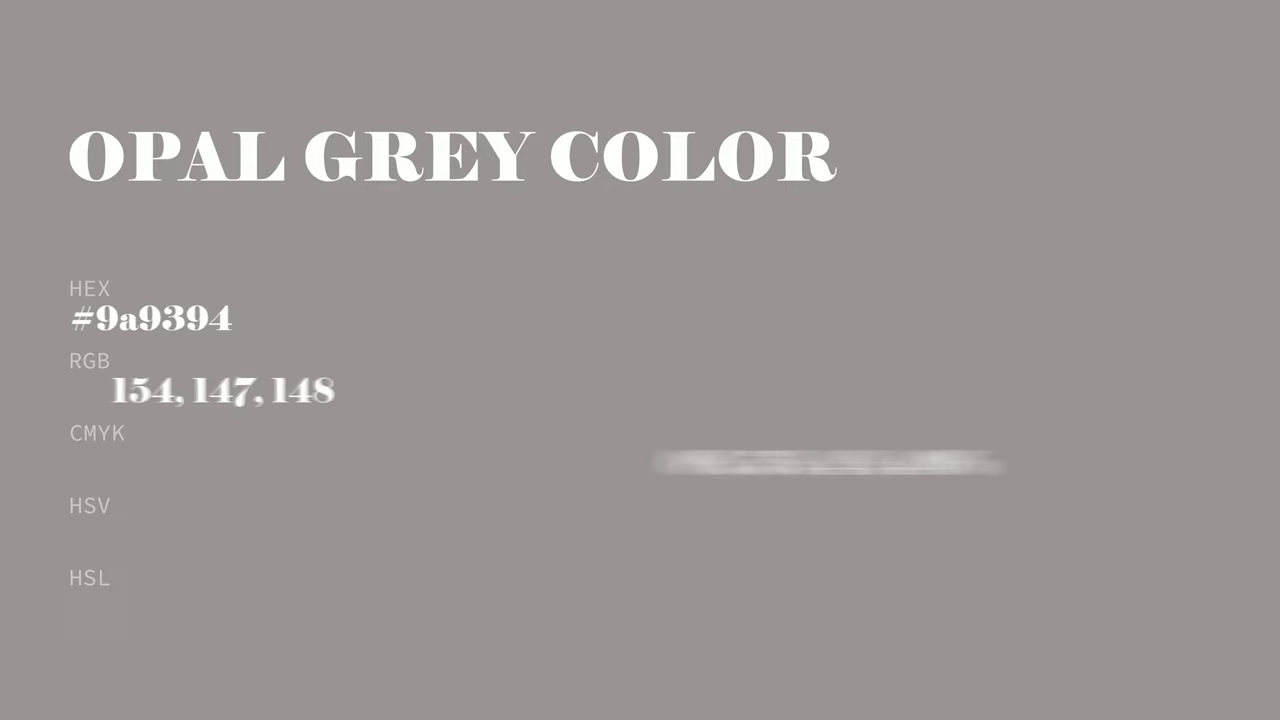 OPAL GREY COLOR
HEX
#9a9394
RGB
154, 147, 148
CMYK
HSV
HSL